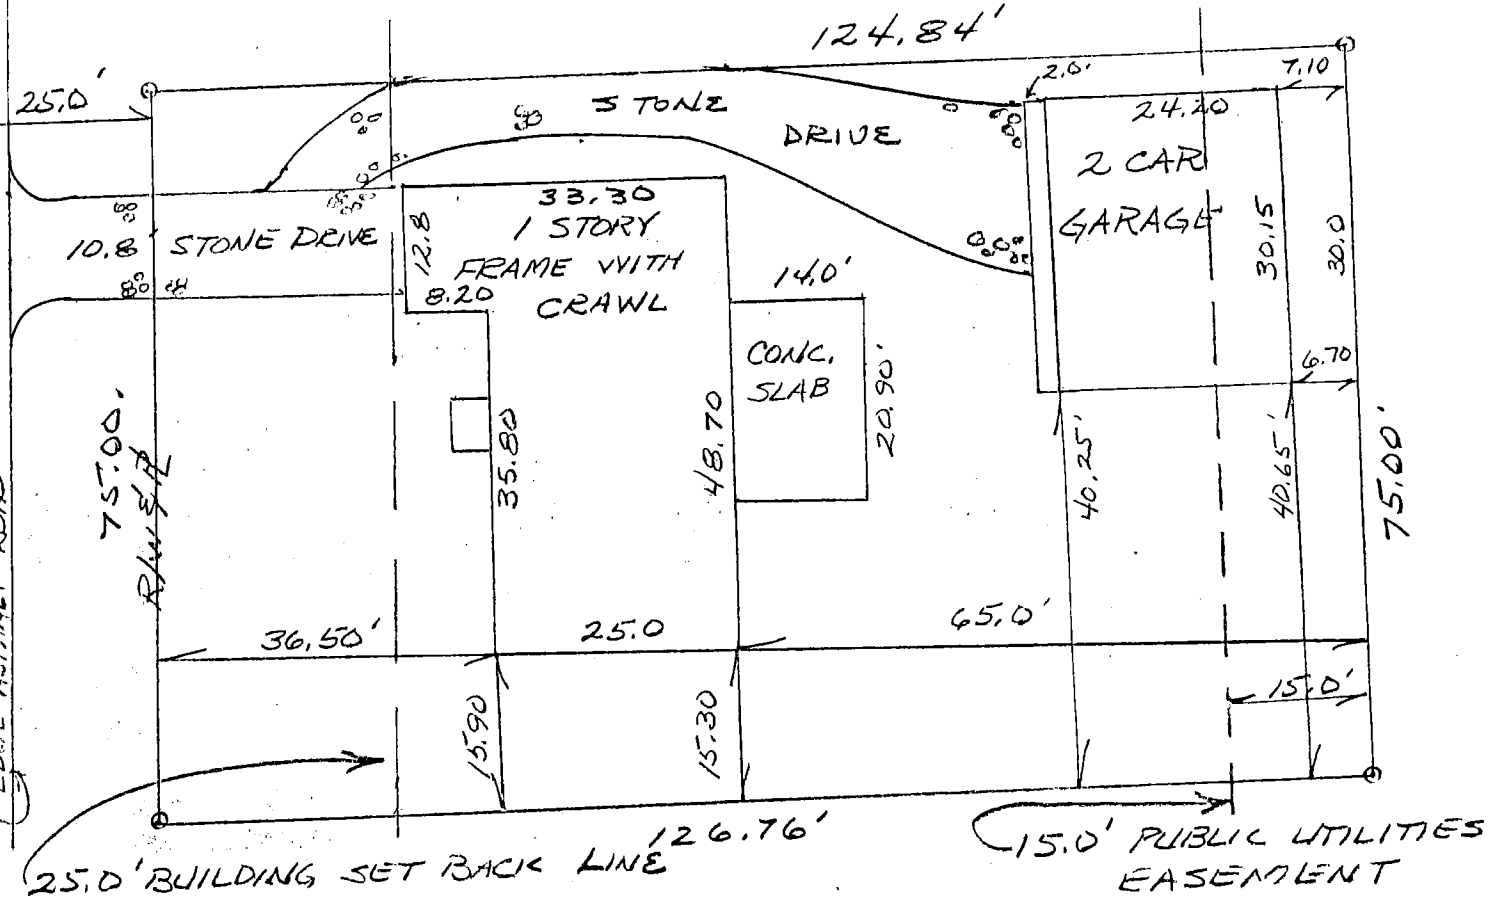 124.84'
25.0'
2.0'
7.10
STONE
DRIVE
24.20
2 CAR
GARAGE
30.15
30.0
33.30
1 STORY
FRAME WITH
CRAWL
12.8
8.20
10.8' STONE DRIVE
14.0'
CONC.
SLAB
20.90'
6.70
75.00'
R/W & P
35.80
48.70
40.25'
40.65'
75.00'
36.50'
25.0
65.0'
15.0'
15.90
15.30
126.76'
25.0' BUILDING SET BACK LINE
15.0' PUBLIC UTILITIES
EASEMENT